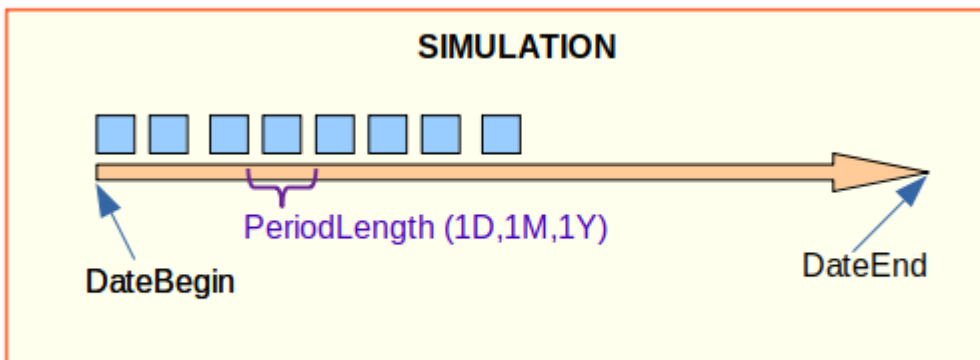 SIMULATION
PeriodLength (1D,1M,1Y)
DateBegin
DateEnd